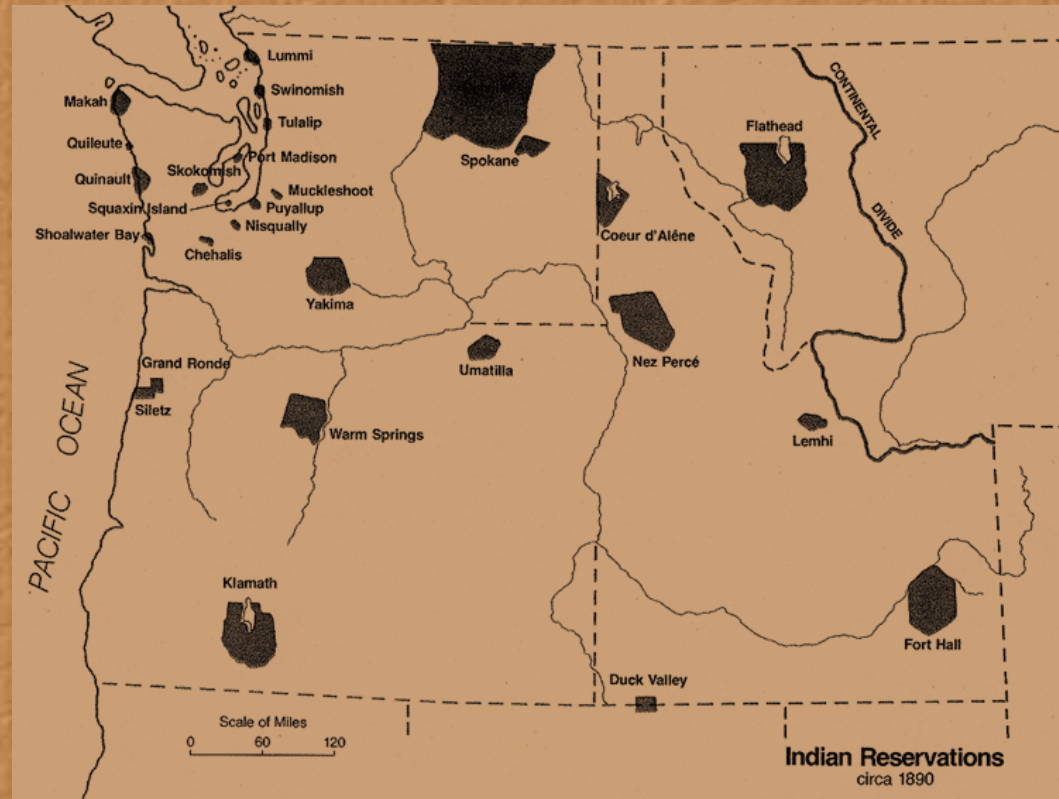 Lummi
Makah
Swinomish
Tulalip
Quileute
Port Madison
Skokomish
Quinault
Muckleshoot
Squaxin Island
Puyallup
Nisqually
Shoalwater Bay
Chehalis
Yakima
Spokane
Flathead
CONTINENTAL
DIVIDE
Coeur d'Alêne
Grand Ronde
Siletz
Umatilla
Nez Percé
Warm Springs
Lemhi
PACIFIC OCEAN
Klamath
Fort Hall
Duck Valley
Scale of Miles
0 60 120
Indian Reservations
circa 1890